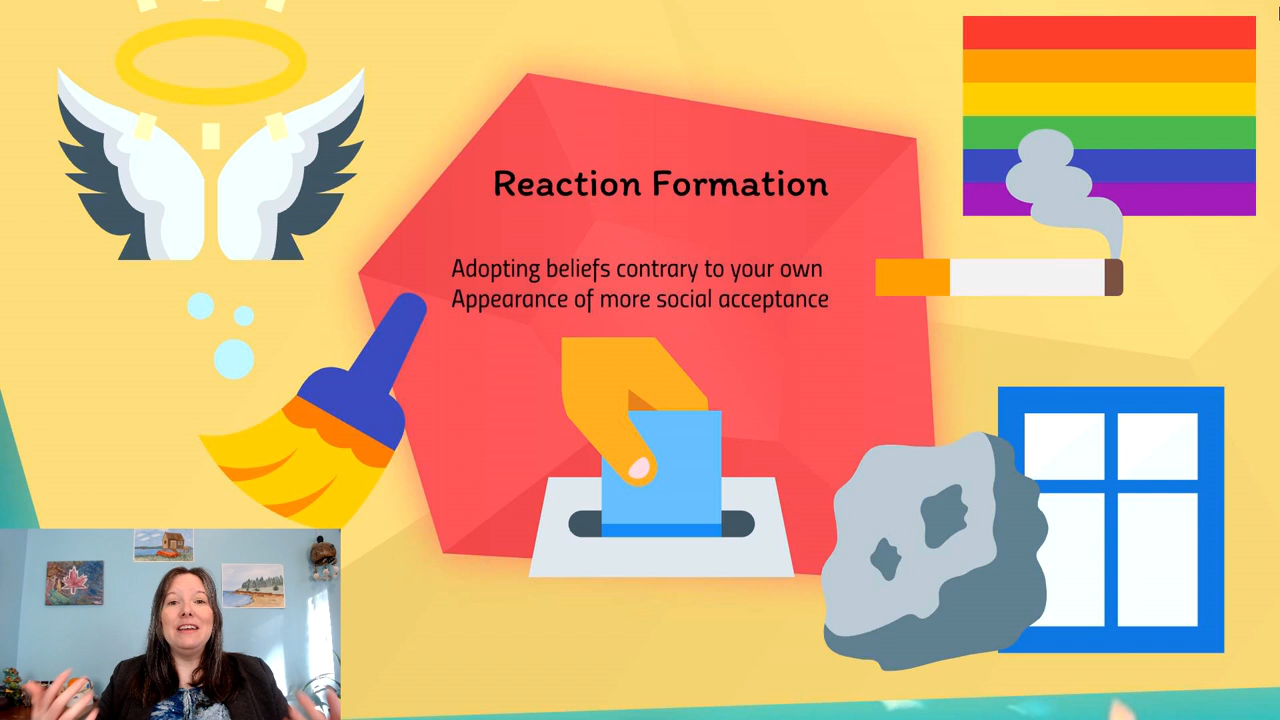 Reaction Formation
Adopting beliefs contrary to your own
Appearance of more social acceptance